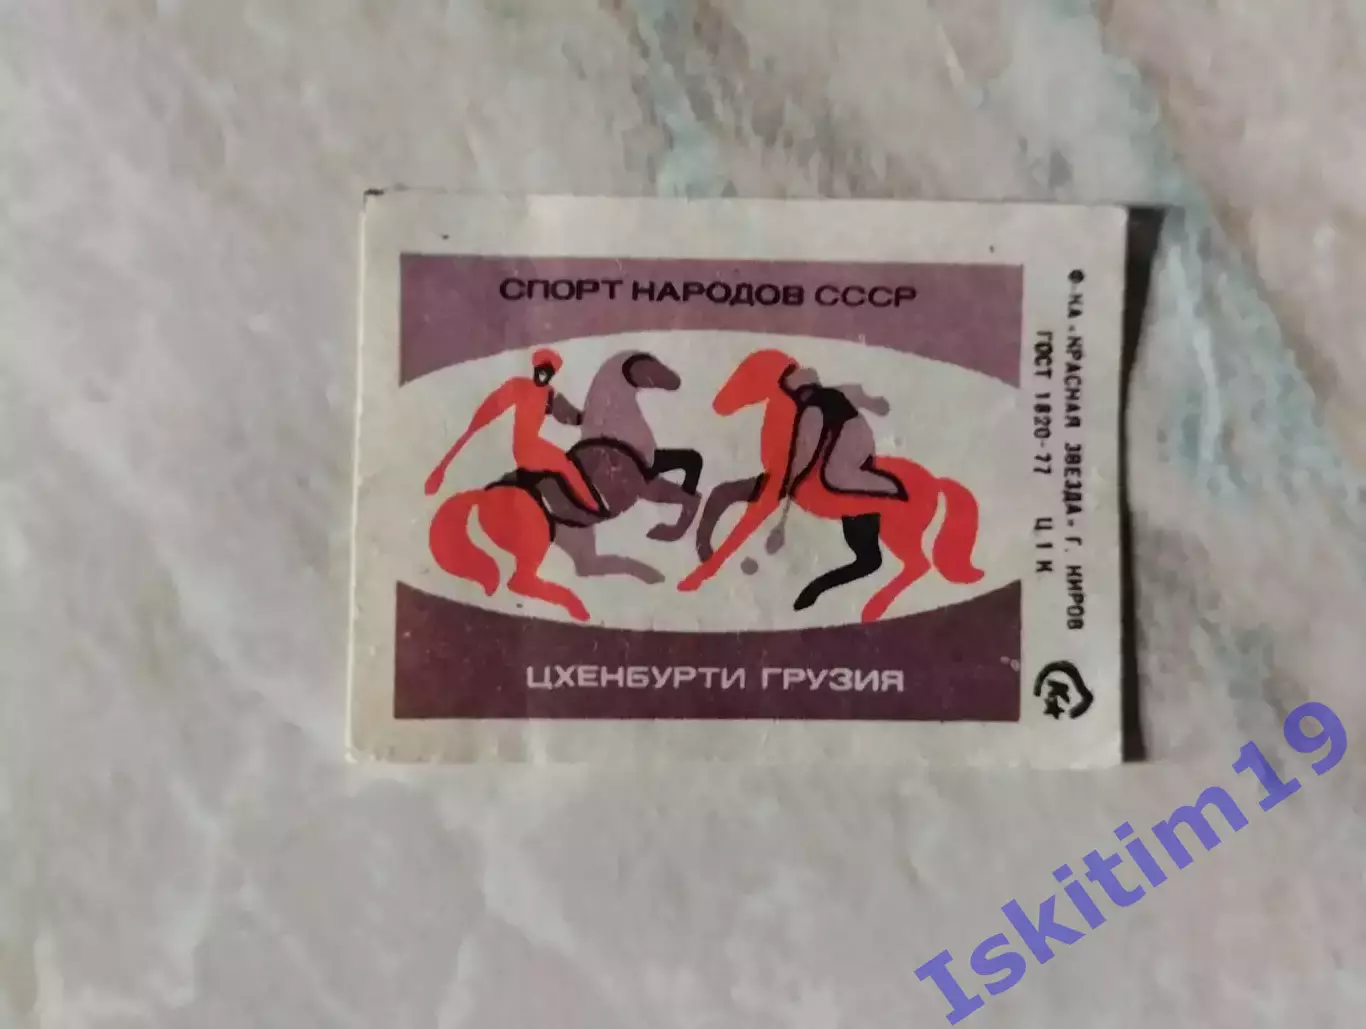 СПОРТ НАРОДОВ СССР
ЦХЕНБУРТИ ГРУЗИЯ
Ф-КА «КРАСНАЯ ЗВЕЗДА» Г. КИРОВ
ГОСТ 1820-77 Ц. 1 К.
Iskitim19